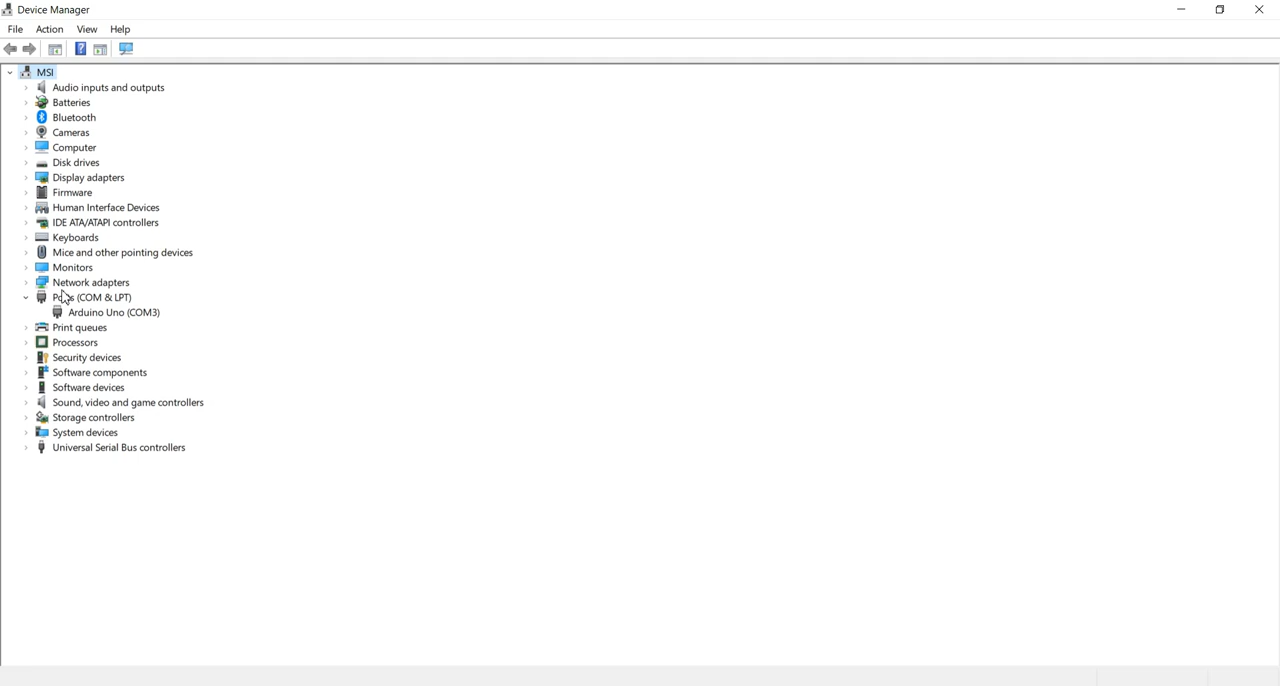 Device Manager
File Action View Help
MSI
Audio inputs and outputs
Batteries
Bluetooth
Cameras
Computer
Disk drives
Display adapters
Firmware
Human Interface Devices
IDE ATA/ATAPI controllers
Keyboards
Mice and other pointing devices
Monitors
Network adapters
Ports (COM & LPT)
Arduino Uno (COM3)
Print queues
Processors
Security devices
Software components
Software devices
Sound, video and game controllers
Storage controllers
System devices
Universal Serial Bus controllers